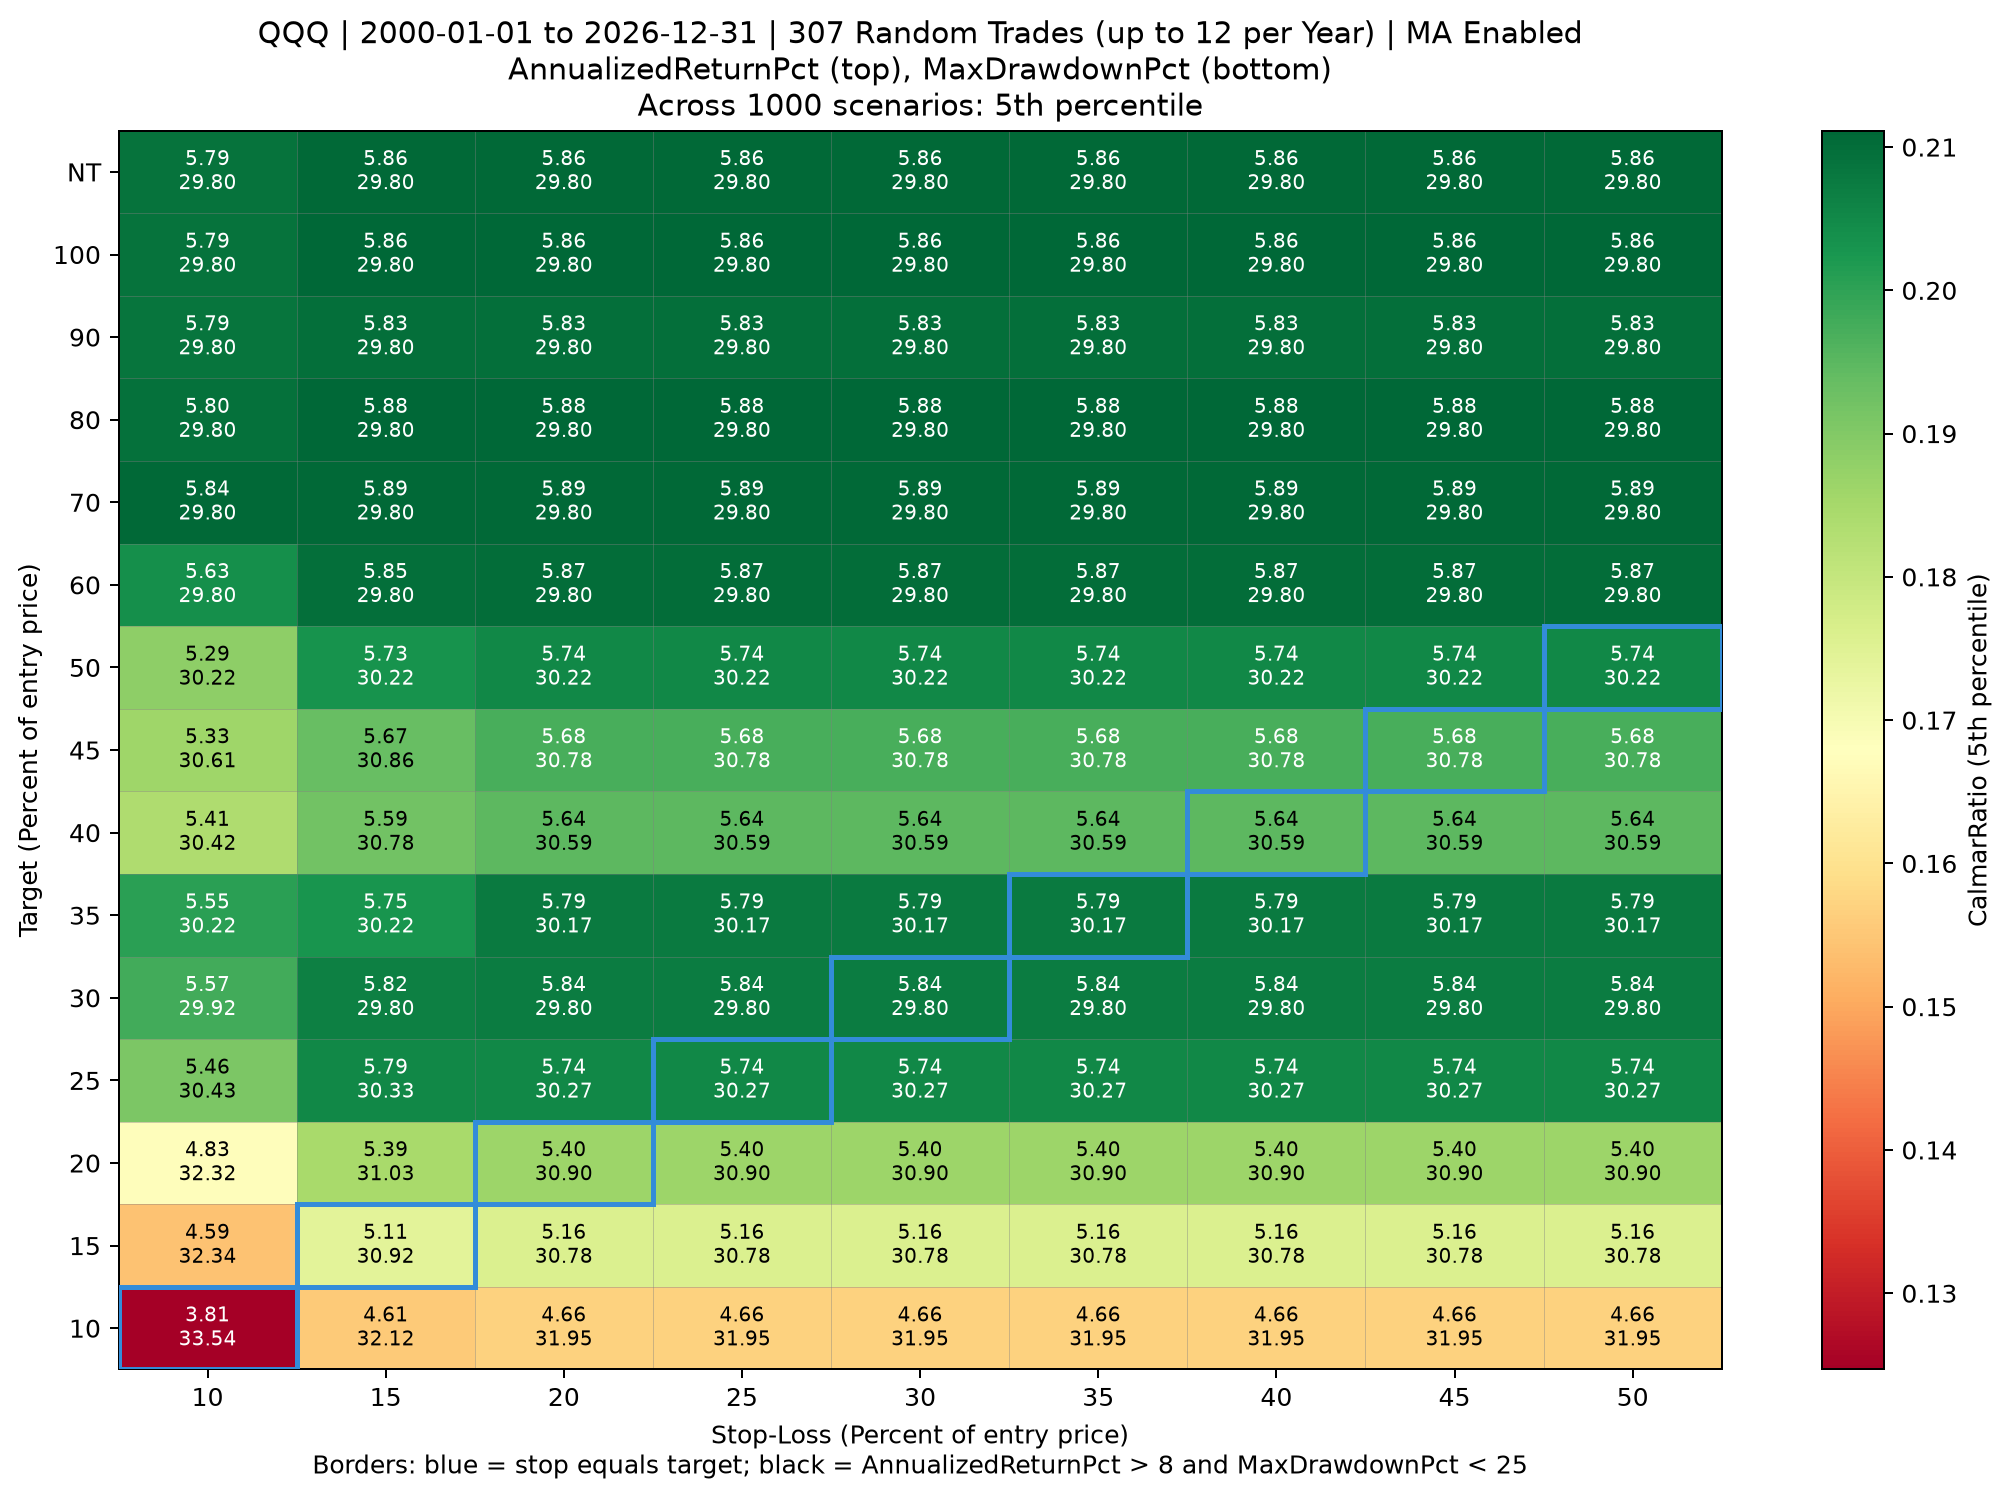 QQQ | 2000-01-01 to 2026-12-31 | 307 Random Trades (up to 12 per Year) | MA Enabled
AnnualizedReturnPct (top), MaxDrawdownPct (bottom)
Across 1000 scenarios: 5th percentile
Target (Percent of entry price)
NT
5.79 5.86 5.86 5.86 5.86 5.86 5.86 5.86 5.86
29.80 29.80 29.80 29.80 29.80 29.80 29.80 29.80 29.80
100
5.79 5.86 5.86 5.86 5.86 5.86 5.86 5.86 5.86
29.80 29.80 29.80 29.80 29.80 29.80 29.80 29.80 29.80
90
5.79 5.83 5.83 5.83 5.83 5.83 5.83 5.83 5.83
29.80 29.80 29.80 29.80 29.80 29.80 29.80 29.80 29.80
80
5.80 5.88 5.88 5.88 5.88 5.88 5.88 5.88 5.88
29.80 29.80 29.80 29.80 29.80 29.80 29.80 29.80 29.80
70
5.84 5.89 5.89 5.89 5.89 5.89 5.89 5.89 5.89
29.80 29.80 29.80 29.80 29.80 29.80 29.80 29.80 29.80
60
5.63 5.85 5.87 5.87 5.87 5.87 5.87 5.87 5.87
29.80 29.80 29.80 29.80 29.80 29.80 29.80 29.80 29.80
50
5.29 5.73 5.74 5.74 5.74 5.74 5.74 5.74 5.74
30.22 30.22 30.22 30.22 30.22 30.22 30.22 30.22 30.22
45
5.33 5.67 5.68 5.68 5.68 5.68 5.68 5.68 5.68
30.61 30.86 30.78 30.78 30.78 30.78 30.78 30.78 30.78
40
5.41 5.59 5.64 5.64 5.64 5.64 5.64 5.64 5.64
30.42 30.78 30.59 30.59 30.59 30.59 30.59 30.59 30.59
35
5.55 5.75 5.79 5.79 5.79 5.79 5.79 5.79 5.79
30.22 30.22 30.17 30.17 30.17 30.17 30.17 30.17 30.17
30
5.57 5.82 5.84 5.84 5.84 5.84 5.84 5.84 5.84
29.92 29.80 29.80 29.80 29.80 29.80 29.80 29.80 29.80
25
5.46 5.79 5.74 5.74 5.74 5.74 5.74 5.74 5.74
30.43 30.33 30.27 30.27 30.27 30.27 30.27 30.27 30.27
20
4.83 5.39 5.40 5.40 5.40 5.40 5.40 5.40 5.40
32.32 31.03 30.90 30.90 30.90 30.90 30.90 30.90 30.90
15
4.59 5.11 5.16 5.16 5.16 5.16 5.16 5.16 5.16
32.34 30.92 30.78 30.78 30.78 30.78 30.78 30.78 30.78
10
3.81 4.61 4.66 4.66 4.66 4.66 4.66 4.66 4.66
33.54 32.12 31.95 31.95 31.95 31.95 31.95 31.95 31.95
10 15 20 25 30 35 40 45 50
Stop-Loss (Percent of entry price)
Borders: blue = stop equals target; black = AnnualizedReturnPct > 8 and MaxDrawdownPct < 25
0.21
0.20
0.19
0.18
0.17
0.16
0.15
0.14
0.13
CalmarRatio (5th percentile)